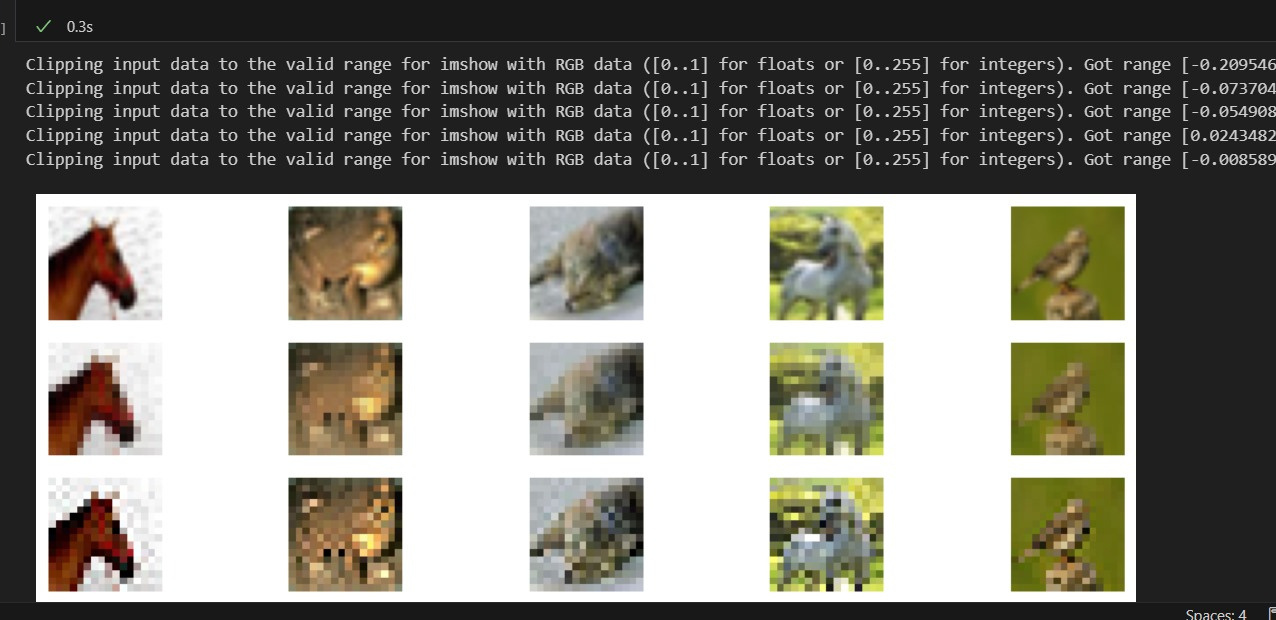 ]
0.3s
Clipping input data to the valid range for imshow with RGB data ([0..1] for floats or [0..255] for integers). Got range [-0.209546
Clipping input data to the valid range for imshow with RGB data ([0..1] for floats or [0..255] for integers). Got range [-0.073704
Clipping input data to the valid range for imshow with RGB data ([0..1] for floats or [0..255] for integers). Got range [-0.054908
Clipping input data to the valid range for imshow with RGB data ([0..1] for floats or [0..255] for integers). Got range [0.0243482
Clipping input data to the valid range for imshow with RGB data ([0..1] for floats or [0..255] for integers). Got range [-0.008589
Spaces: 4